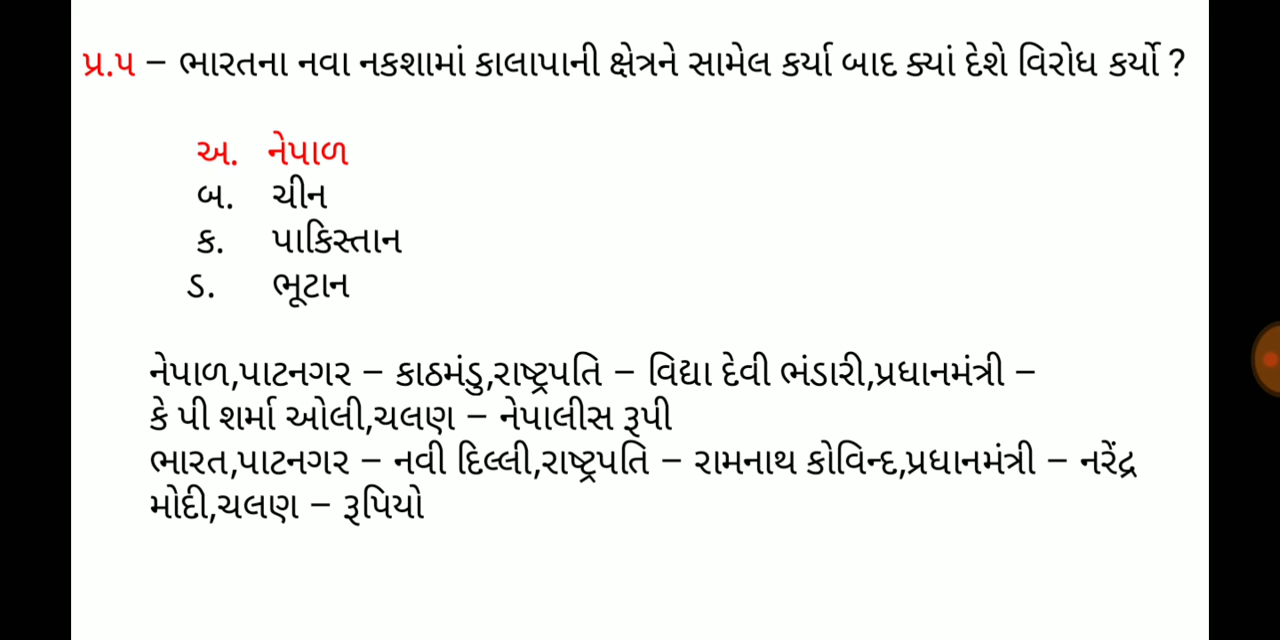 પ્ર.૫ – ભારતના નવા નકશામાં કાલાપાની ક્ષેત્રને સામેલ કર્યા બાદ ક્યાં દેશે વિરોધ કર્યો ?
અ. નેપાળ
બ. ચીન
ક. પાકિસ્તાન
ડ. ભૂટાન
નેપાળ,પાટનગર – કાઠમંડુ,રાષ્ટ્રપતિ – વિદ્યા દેવી ભંડારી,પ્રધાનમંત્રી –
કે પી શર્મા ઓલી,ચલણ – નેપાલીસ રૂપી
ભારત,પાટનગર – નવી દિલ્લી,રાષ્ટ્રપતિ – રામનાથ કોવિન્દ,પ્રધાનમંત્રી – નરેંદ્ર
મોદી,ચલણ – રૂપિયો